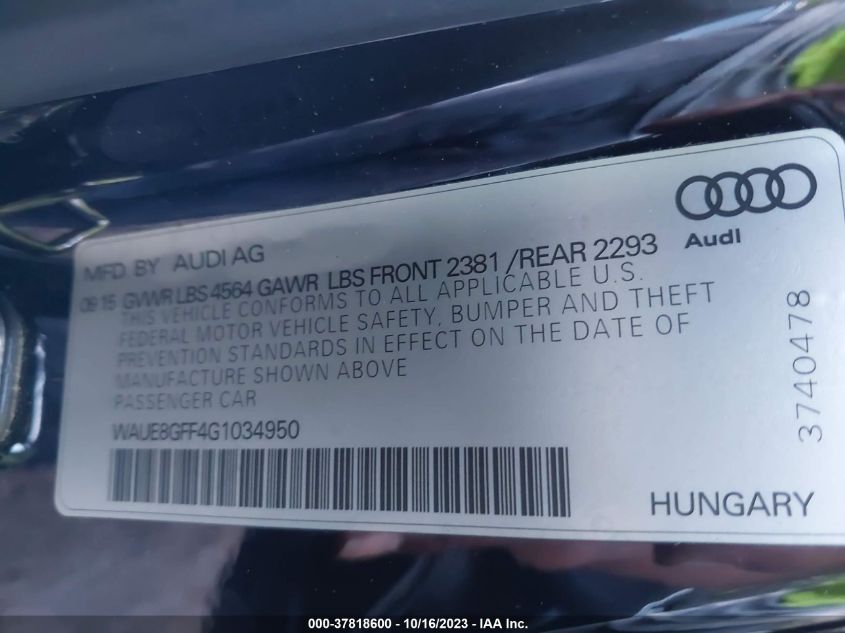 Audi
MFD. BY AUDI AG
08 15 GVWR LBS 4564 GAWR LBS FRONT 2381 /REAR 2293
THIS VEHICLE CONFORMS TO ALL APPLICABLE U.S.
FEDERAL MOTOR VEHICLE SAFETY, BUMPER AND THEFT
PREVENTION STANDARDS IN EFFECT ON THE DATE OF
MANUFACTURE SHOWN ABOVE
PASSENGER CAR
WAUE8GFF4G1034950
HUNGARY
3740478
000-37818600 - 10/16/2023 - IAA Inc.